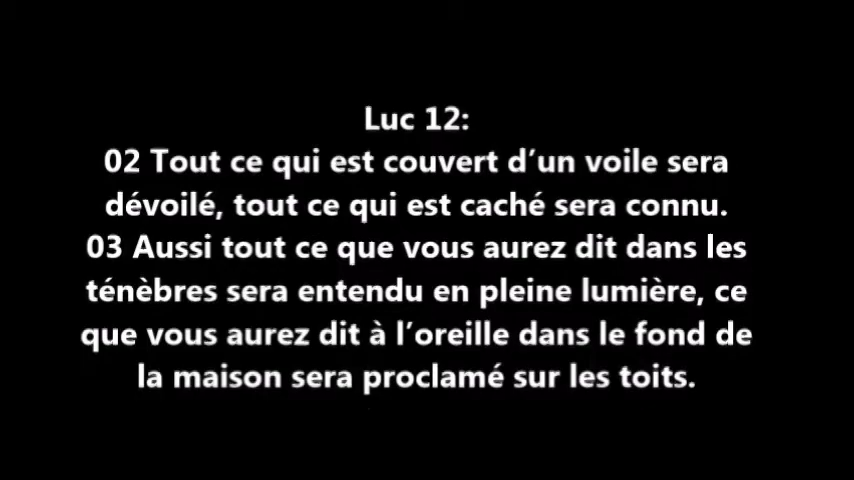 Luc 12:
02 Tout ce qui est couvert d’un voile sera
dévoilé, tout ce qui est caché sera connu.
03 Aussi tout ce que vous aurez dit dans les
ténèbres sera entendu en pleine lumière, ce
que vous aurez dit à l’oreille dans le fond de
la maison sera proclamé sur les toits.